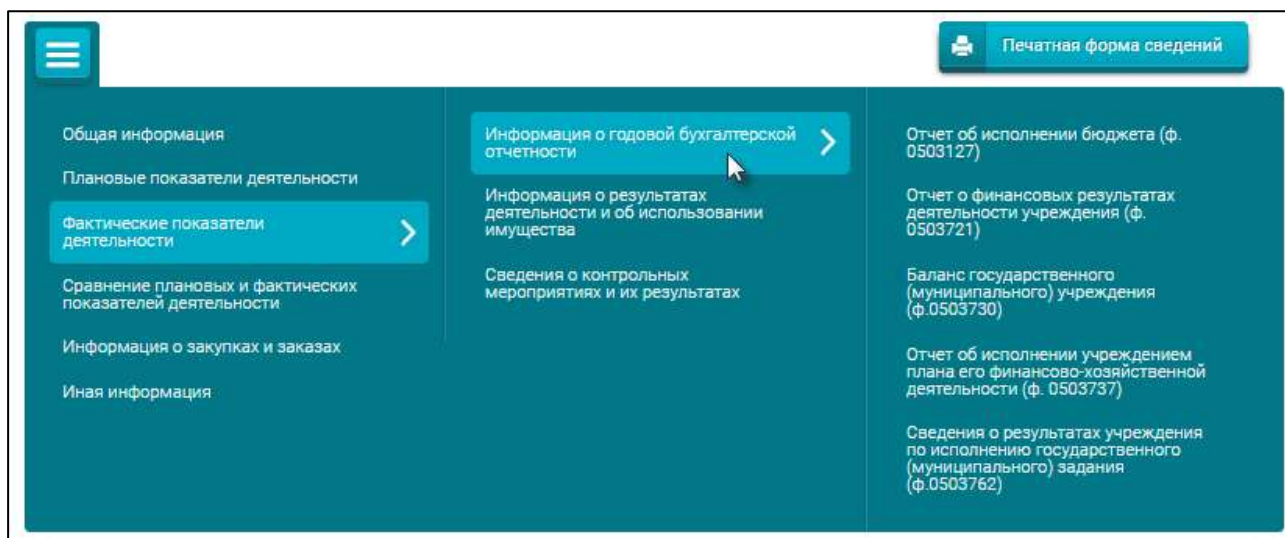 Печатная форма сведений
Общая информация
Плановые показатели деятельности
Фактические показатели
деятельности
Сравнение плановых и фактических
показателей деятельности
Информация о закупках и заказах
Иная информация
Информация о годовой бухгалтерской
отчетности
Информация о результатах
деятельности и об использовании
имущества
Сведения о контрольных
мероприятиях и их результатах
Отчет об исполнении бюджета (ф.
0503127)
Отчет о финансовых результатах
деятельности учреждения (ф.
0503721)
Баланс государственного
(муниципального) учреждения
(ф.0503730)
Отчет об исполнении учреждением
плана его финансово-хозяйственной
деятельности (ф. 0503737)
Сведения о результатах учреждения
по исполнению государственного
(муниципального) задания
(ф.0503762)